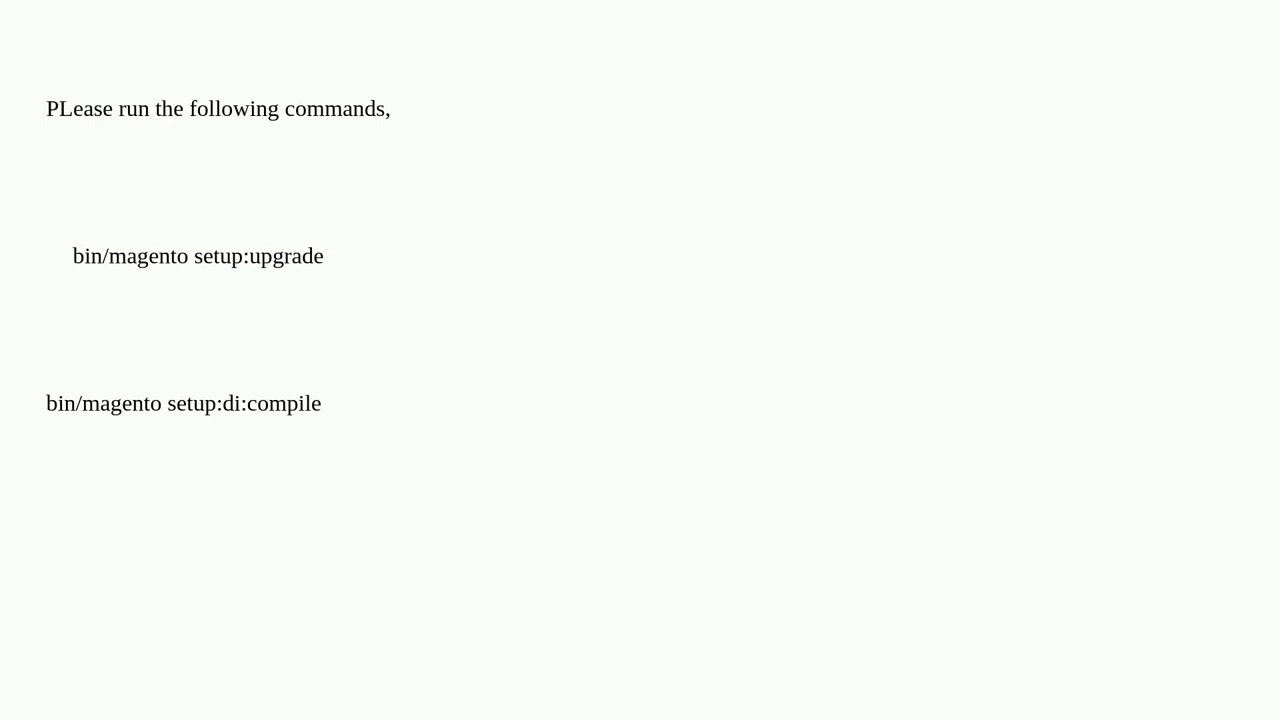 PLease run the following commands,
bin/magento setup:upgrade
bin/magento setup:di:compile